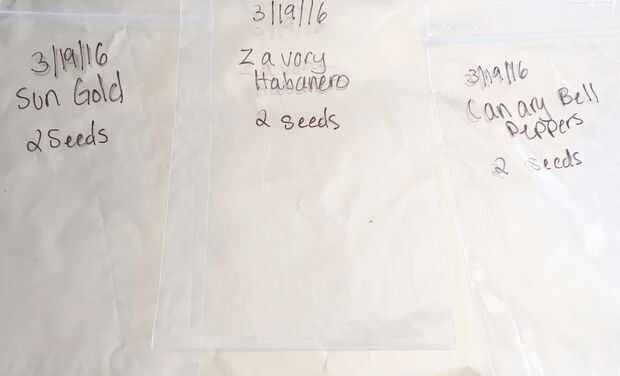 3/19/16
Sun Gold
2 Seeds
3/19/16
Zavory
Habanero
2 seeds
3/19/16
Canary Bell
Peppers
2 seeds